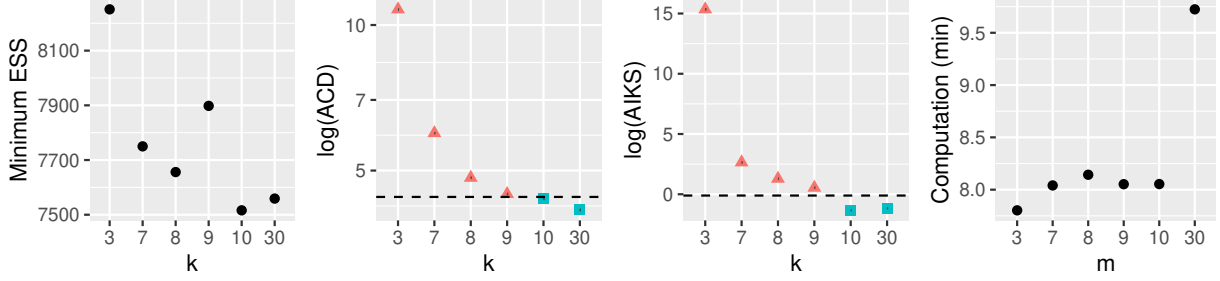 Minimum ESS
8100
7900
7700
7500
3 7 8 9 10 30
k
log(ACD)
10
7
5
3 7 8 9 10 30
k
log(AIKS)
15
10
5
0
3 7 8 9 10 30
k
Computation (min)
9.5
9.0
8.5
8.0
3 7 8 9 10 30
m